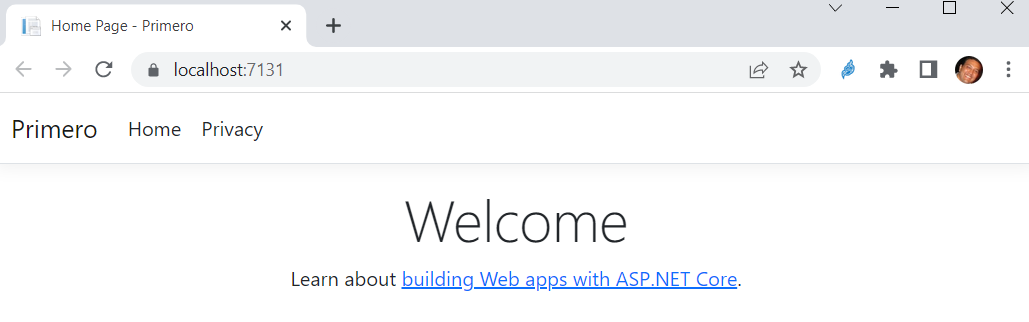 Home Page - Primero
localhost:7131
Primero Home Privacy
Welcome
Learn about building Web apps with ASP.NET Core.